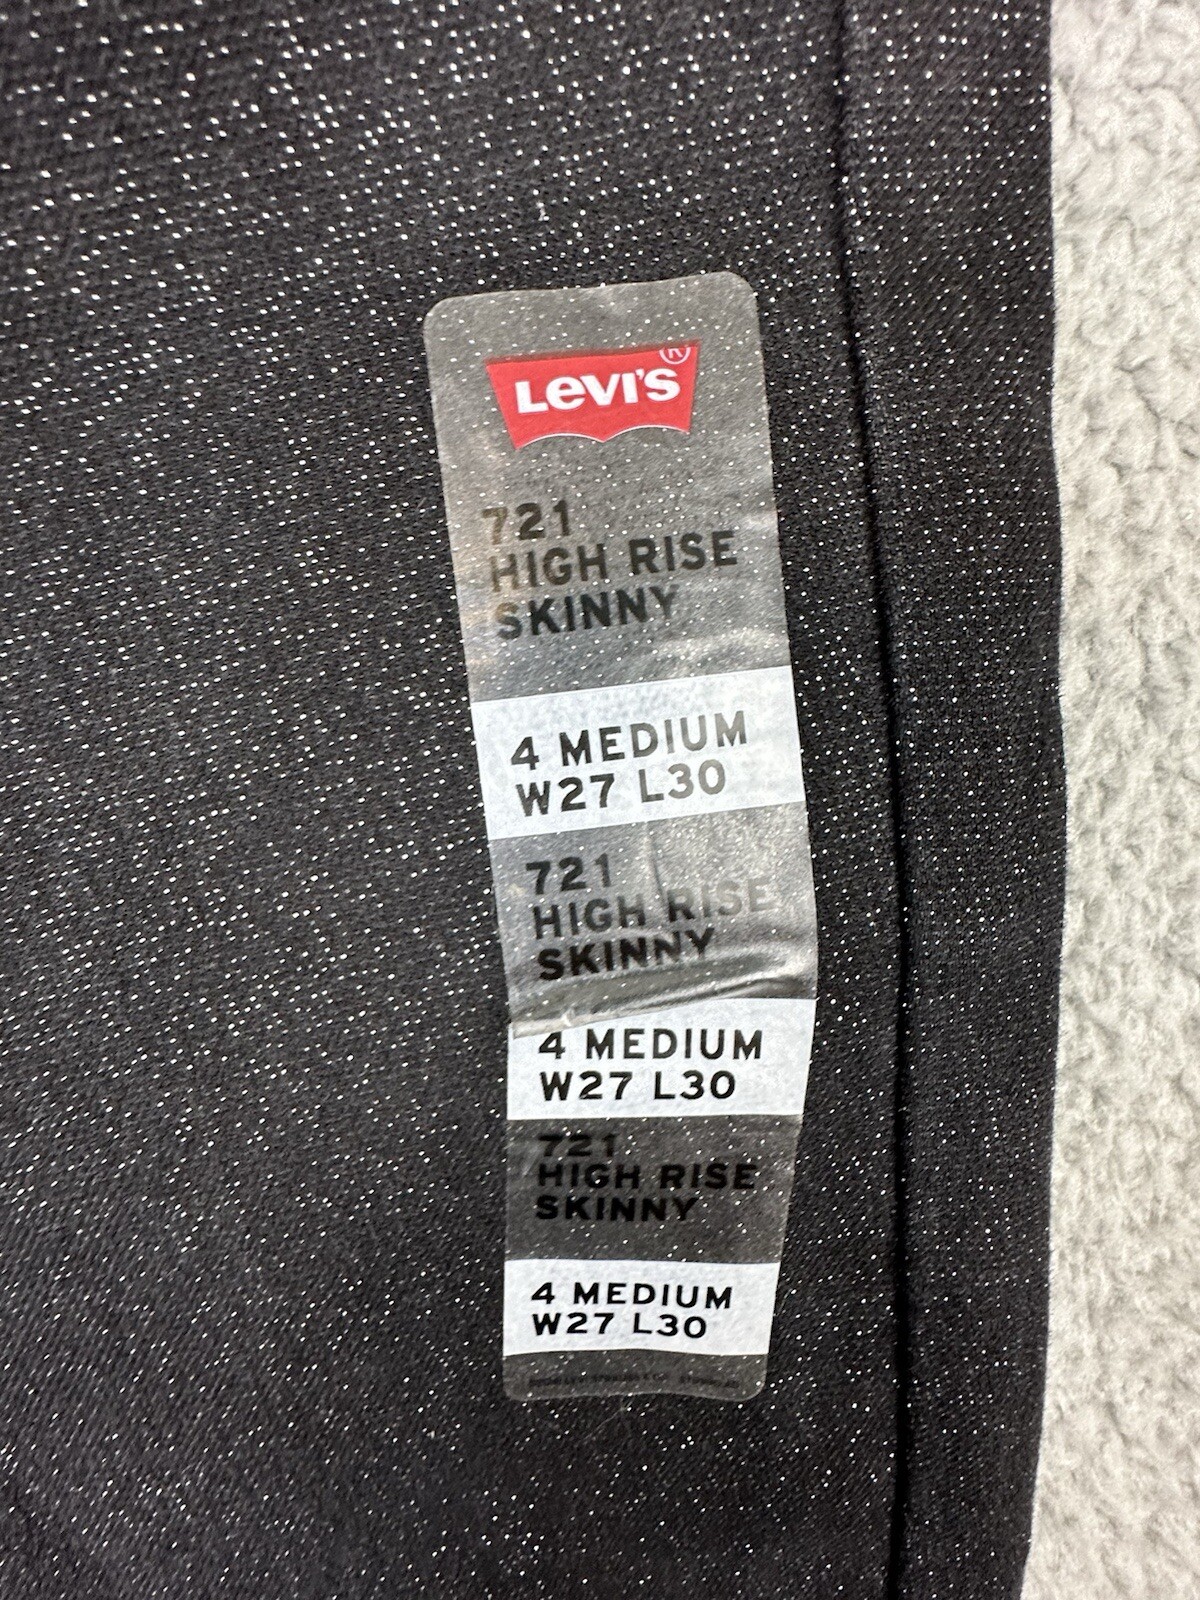 LEVI'S ®
721
HIGH RISE
SKINNY
4 MEDIUM
W27 L30
721
HIGH RISE
SKINNY
4 MEDIUM
W27 L30
721
HIGH RISE
SKINNY
4 MEDIUM
W27 L30